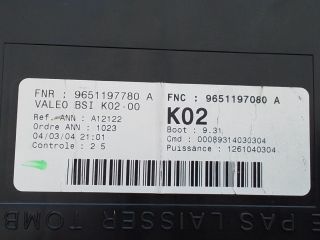 FNR : 9651197780 A
VALEO BSI K02-00
Ref. ANN : A12122
Ordre ANN : 1023
04/03/04 21:01
Controle : 2 5
FNC : 9651197080 A
K02
Boot : 9.31
Cmd : 00089314030304
Puissance : 1261040304
E PAS LAISSER TOMB